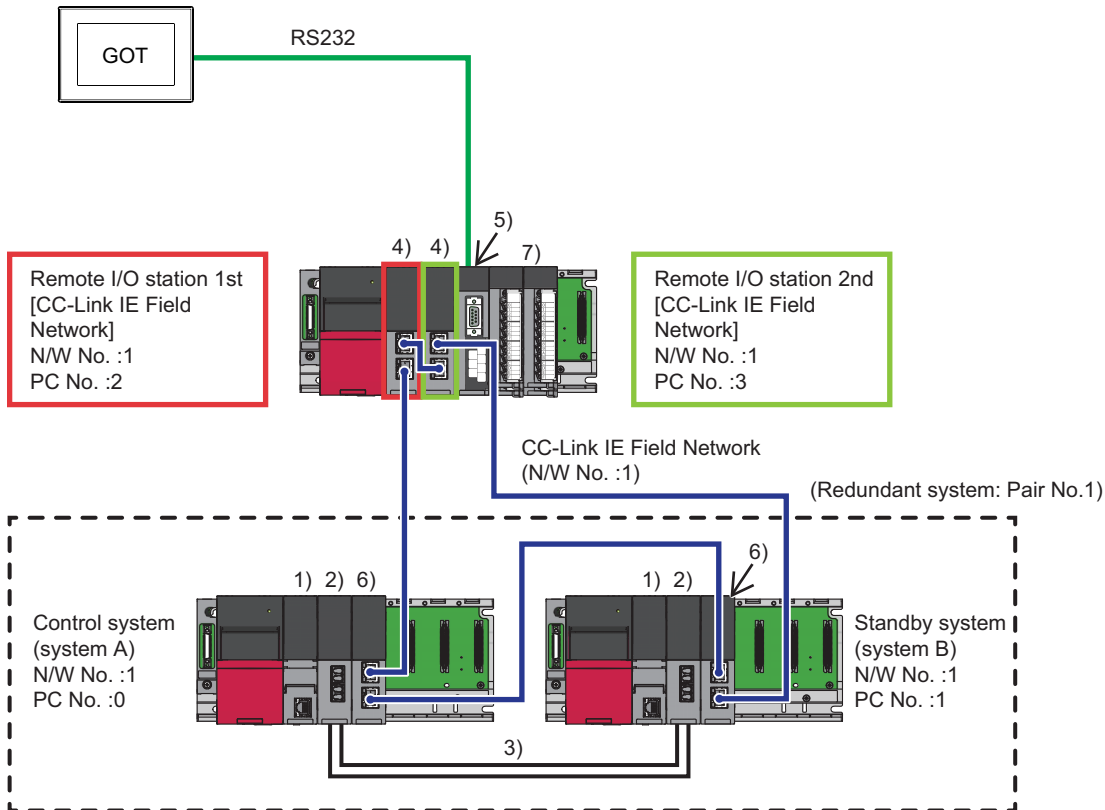 GOT
RS232
5)
4)
4)
7)
Remote I/O station 1st
[CC-Link IE Field
Network]
N/W No. :1
PC No. :2
Remote I/O station 2nd
[CC-Link IE Field
Network]
N/W No. :1
PC No. :3
CC-Link IE Field Network
(N/W No. :1)
(Redundant system: Pair No.1)
1) 2) 6)
1) 2)
6)
Control system
(system A)
N/W No. :1
PC No. :0
Standby system
(system B)
N/W No. :1
PC No. :1
3)